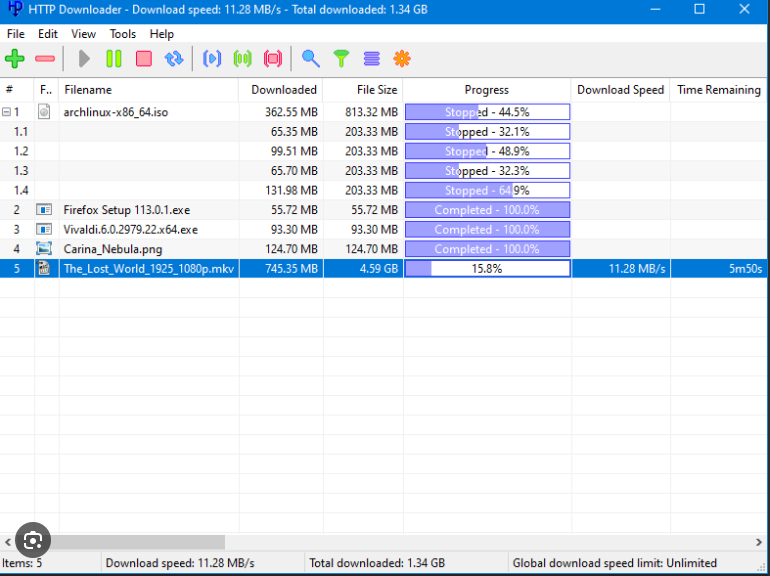 HTTP Downloader - Download speed: 11.28 MB/s - Total downloaded: 1.34 GB
File Edit View Tools Help
# F.. Filename Downloaded File Size Progress Download Speed Time Remaining
1 archlinux-x86_64.iso 362.55 MB 813.32 MB Stopped - 44.5%
1.1 65.35 MB 203.33 MB Stopped - 32.1%
1.2 99.51 MB 203.33 MB Stopped - 48.9%
1.3 65.70 MB 203.33 MB Stopped - 32.3%
1.4 131.98 MB 203.33 MB Stopped - 64.9%
2 Firefox Setup 113.0.1.exe 55.72 MB 55.72 MB Completed - 100.0%
3 Vivaldi.6.0.2979.22.x64.exe 93.30 MB 93.30 MB Completed - 100.0%
4 Carina_Nebula.png 124.70 MB 124.70 MB Completed - 100.0%
5 The_Lost_World_1925_1080p.mkv 745.35 MB 4.59 GB 15.8% 11.28 MB/s 5m50s
Items: 5 Download speed: 11.28 MB/s Total downloaded: 1.34 GB Global download speed limit: Unlimited